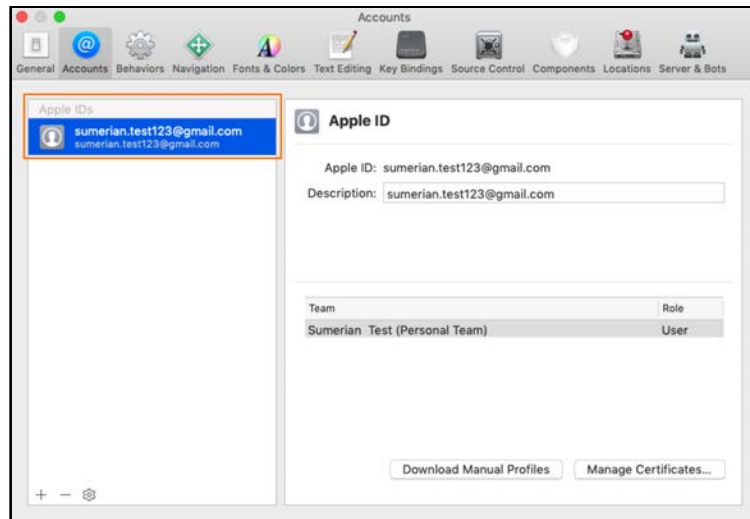 Accounts
General Accounts Behaviors Navigation Fonts & Colors Text Editing Key Bindings Source Control Components Locations Server & Bots
Apple IDs
sumerian.test123@gmail.com
sumerian.test123@gmail.com
Apple ID
Apple ID: sumerian.test123@gmail.com
Description: sumerian.test123@gmail.com
Team Role
Sumerian Test (Personal Team) User
Download Manual Profiles Manage Certificates...